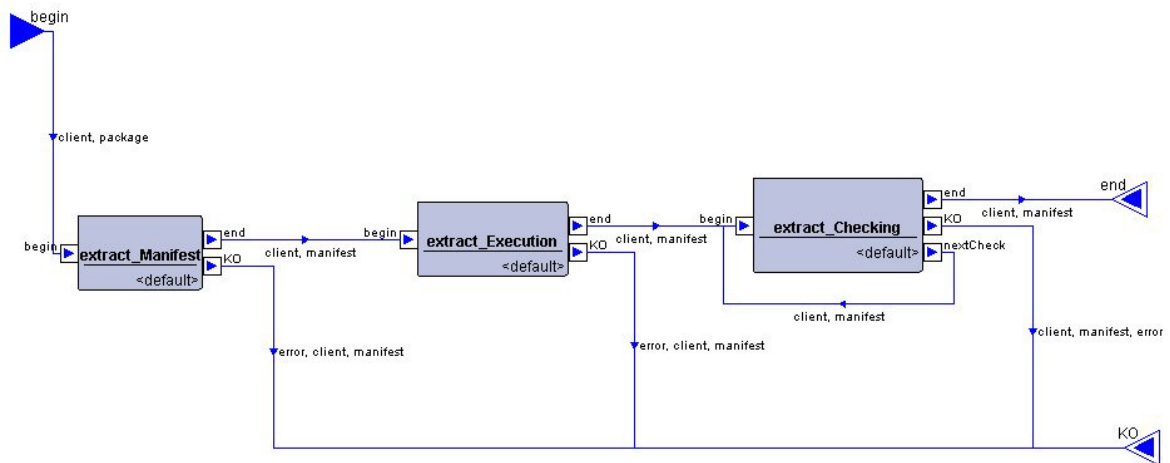 begin
client, package
begin
extract_Manifest
<default>
end
KO
client, manifest
error, client, manifest
begin
extract_Execution
<default>
end
KO
client, manifest
error, client, manifest
begin
extract_Checking
<default>
end
KO
nextCheck
client, manifest
client, manifest
client, manifest, error
end
KO